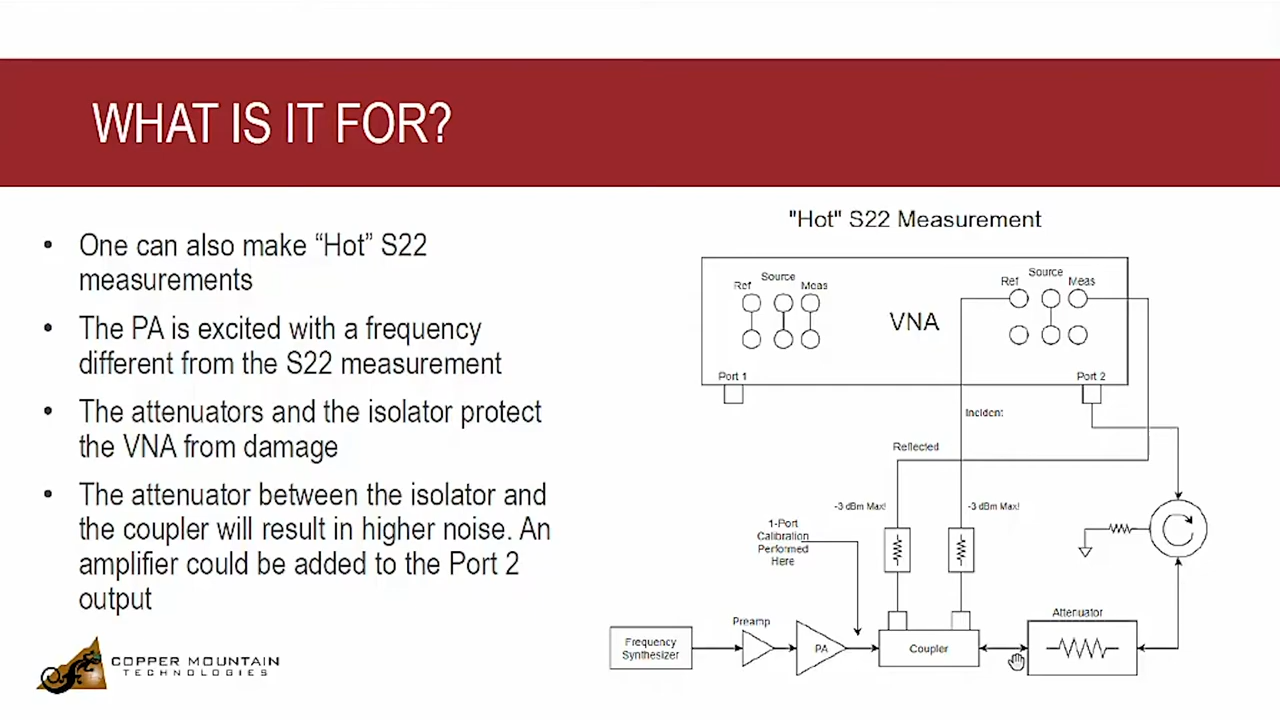 WHAT IS IT FOR?
• One can also make “Hot” S22
measurements
• The PA is excited with a frequency
different from the S22 measurement
• The attenuators and the isolator protect
the VNA from damage
• The attenuator between the isolator and
the coupler will result in higher noise. An
amplifier could be added to the Port 2
output
COPPER MOUNTAIN
TECHNOLOGIES
"Hot" S22 Measurement
Ref Source Meas
VNA
Ref Source Meas
Port 1
Port 2
Incident
Reflected
-3 dBm Max!
-3 dBm Max!
1-Port
Calibration
Performed
Here
Attenuator
Preamp
Frequency
Synthesizer
PA
Coupler